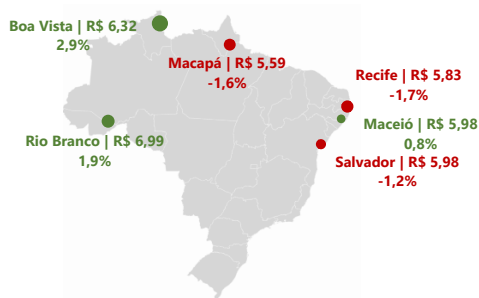 Boa Vista | R$ 6,32
2,9%
Macapá | R$ 5,59
-1,6%
Recife | R$ 5,83
-1,7%
Maceió | R$ 5,98
0,8%
Rio Branco | R$ 6,99
1,9%
Salvador | R$ 5,98
-1,2%